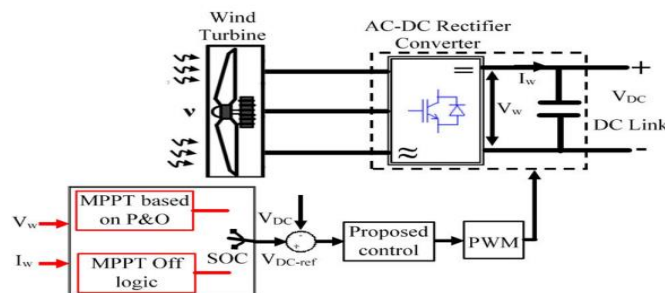 Wind
Turbine
AC-DC Rectifier
Converter
v
=
≈
I_w
V_w
+
V_DC
DC Link
-
V_w
I_w
MPPT based
on P&O
MPPT Off
logic
SOC
V_DC
-
+
V_DC-ref
Proposed
control
PWM